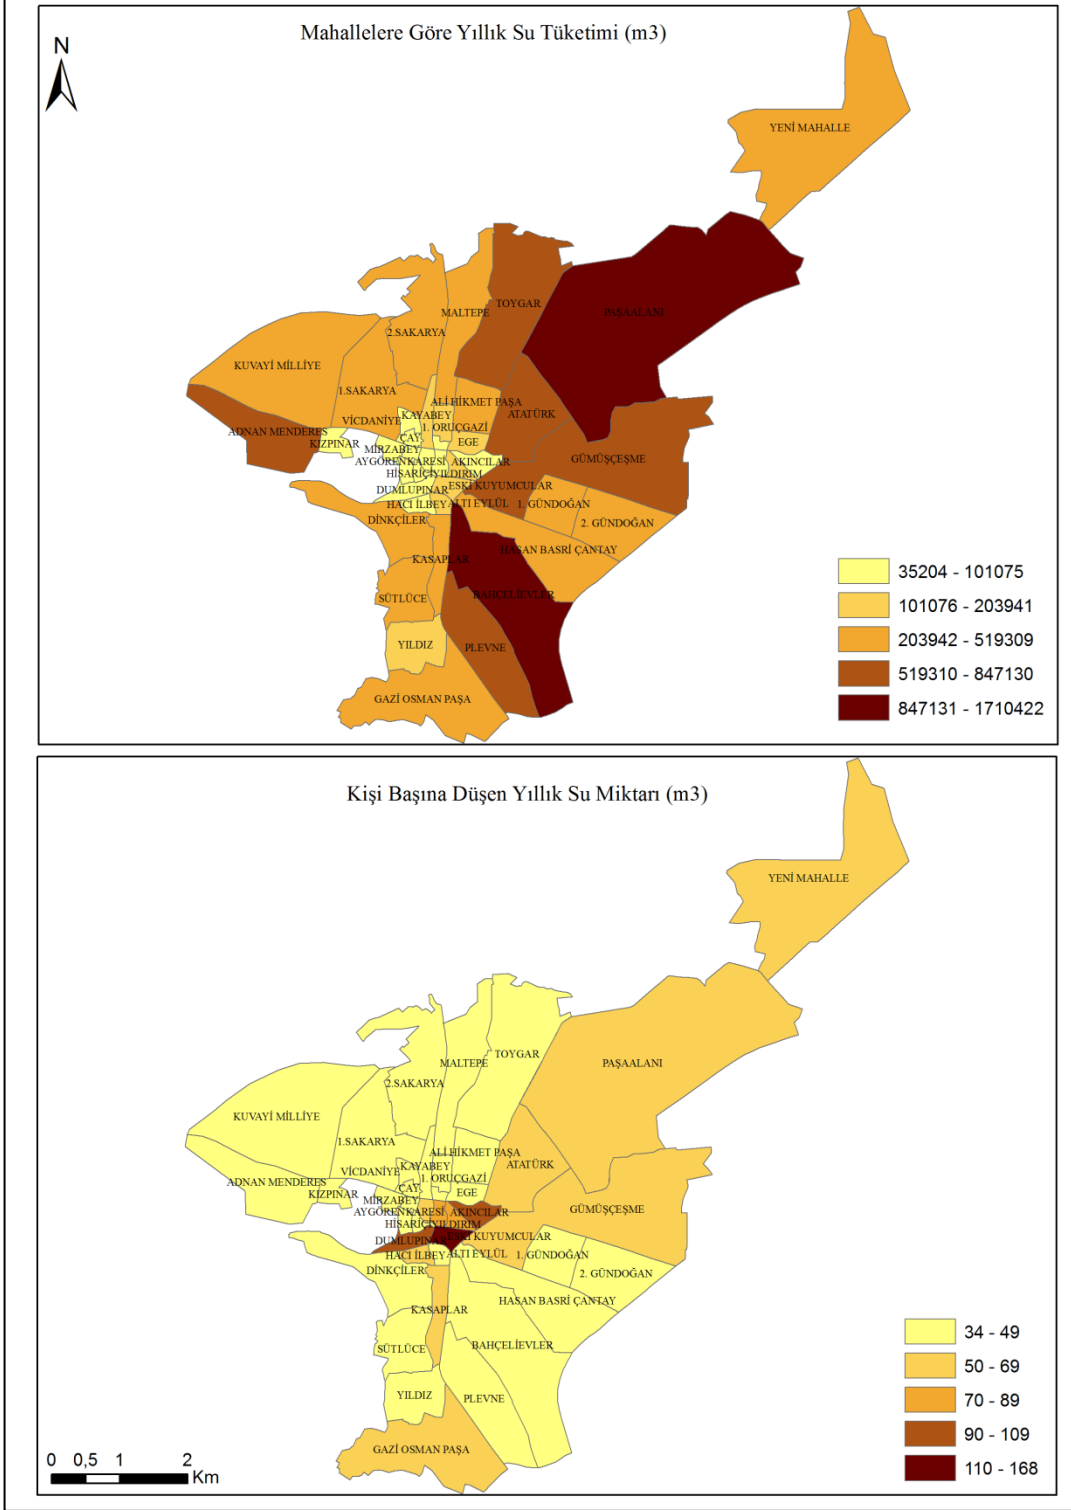 Mahallelere Göre Yıllık Su Tüketimi (m3)
N
YENİ MAHALLE
TOYGAR
MALTEPE
PAŞAALANI
2.SAKARYA
KUVAYİ MİLLİYE
1.SAKARYA
ALİ HİKMET PAŞA
KAYABEY
ATATÜRK
VİCDANİYE
1. ORUÇGAZİ
ADNAN MENDERES
ÇAY
EGE
KIZPINAR
MİRZABEY
GÜMÜŞÇEŞME
AYGÖREN
KARESİ
AKINCILAR
HİSARİÇİ
YILDIRIM
ESKİ KUYUMCULAR
DUMLUPINAR
HACI İLBEY
ALTI EYLÜL
1. GÜNDOĞAN
DİNKÇİLER
2. GÜNDOĞAN
HASAN BASRİ ÇANTAY
KASAPLAR
BAHÇELİEVLER
SÜTLÜCE
YILDIZ
PLEVNE
GAZİ OSMAN PAŞA
35204 - 101075
101076 - 203941
203942 - 519309
519310 - 847130
847131 - 1710422
Kişi Başına Düşen Yıllık Su Miktarı (m3)
YENİ MAHALLE
TOYGAR
MALTEPE
PAŞAALANI
2.SAKARYA
KUVAYİ MİLLİYE
1.SAKARYA
ALİ HİKMET PAŞA
KAYABEY
ATATÜRK
VİCDANİYE
1. ORUÇGAZİ
ADNAN MENDERES
ÇAY
EGE
KIZPINAR
MİRZABEY
GÜMÜŞÇEŞME
AYGÖREN
KARESİ
AKINCILAR
HİSARİÇİ
YILDIRIM
ESKİ KUYUMCULAR
DUMLUPINAR
HACI İLBEY
ALTI EYLÜL
1. GÜNDOĞAN
DİNKÇİLER
2. GÜNDOĞAN
HASAN BASRİ ÇANTAY
KASAPLAR
BAHÇELİEVLER
SÜTLÜCE
YILDIZ
PLEVNE
GAZİ OSMAN PAŞA
34 - 49
50 - 69
70 - 89
90 - 109
110 - 168
0 0,5 1 2
Km